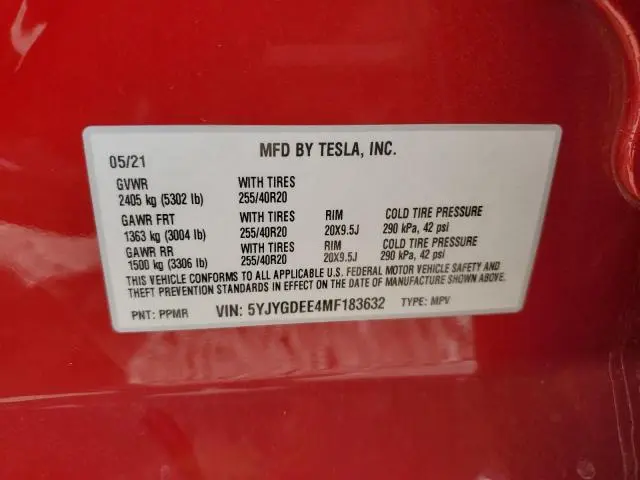 MFD BY TESLA, INC.
05/21
GVWR WITH TIRES
2405 kg (5302 lb) 255/40R20
GAWR FRT WITH TIRES RIM COLD TIRE PRESSURE
1363 kg (3004 lb) 255/40R20 20X9.5J 290 kPa, 42 psi
GAWR RR WITH TIRES RIM COLD TIRE PRESSURE
1500 kg (3306 lb) 255/40R20 20X9.5J 290 kPa, 42 psi
THIS VEHICLE CONFORMS TO ALL APPLICABLE U.S. FEDERAL MOTOR VEHICLE SAFETY AND
THEFT PREVENTION STANDARDS IN EFFECT ON THE DATE OF MANUFACTURE SHOWN ABOVE.
PNT: PPMR VIN: 5YJYGDEE4MF183632 TYPE: MPV